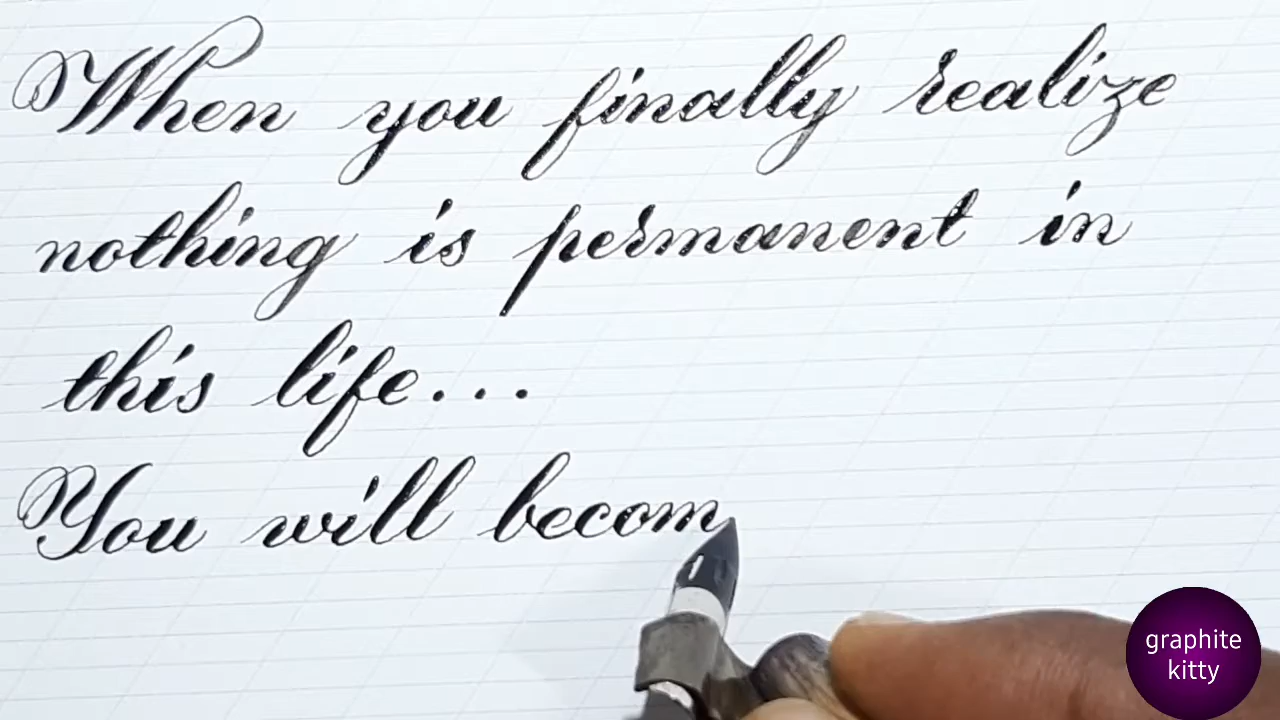 When you finally realize
nothing is permanent in
this life...
You will becom
graphite
kitty